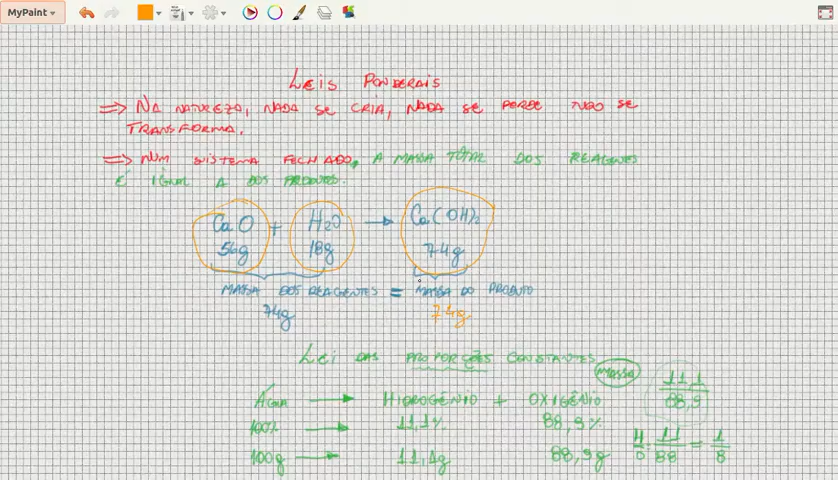 MyPaint
LEIS PONDERAIS
⇒ NA NATUREZA, NADA SE CRIA, NADA SE PERDE TUDO SE
TRANSFORMA.
⇒ NUM SISTEMA FECHADO, A MASSA TOTAL DOS REAGENTES
É IGUAL A DOS PRODUTOS.
CaO + H2O → Ca(OH)2
56g 18g 74g
MASSA DOS REAGENTES = MASSA DO PRODUTO
74g 74g
LEI DAS PROPORÇÕES CONSTANTES
MASSA
11,1
88,9
ÁGUA → HIDROGÊNIO + OXIGÊNIO
100% → 11,1% 88,9%
H/O = 11/88 = 1/8
100g → 11,1g 88,9g